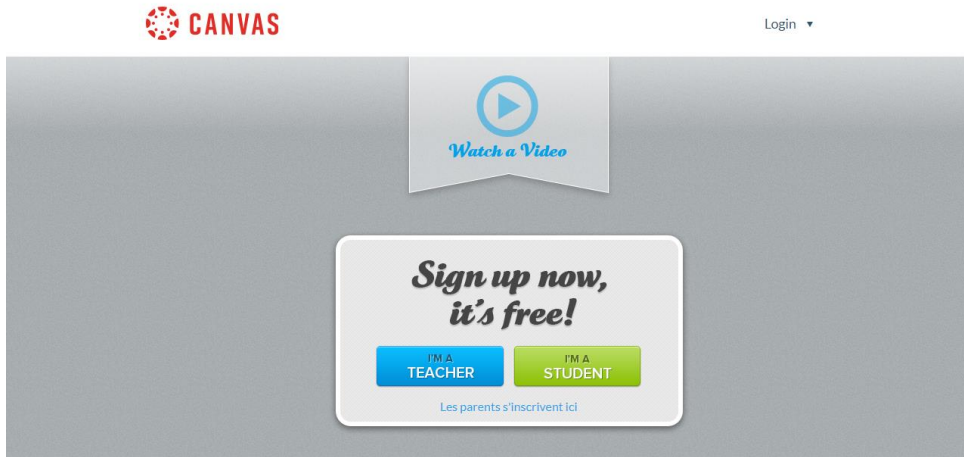 CANVAS
Login
Watch a Video
Sign up now,
it's free!
I'M A
TEACHER
I'M A
STUDENT
Les parents s'inscrivent ici